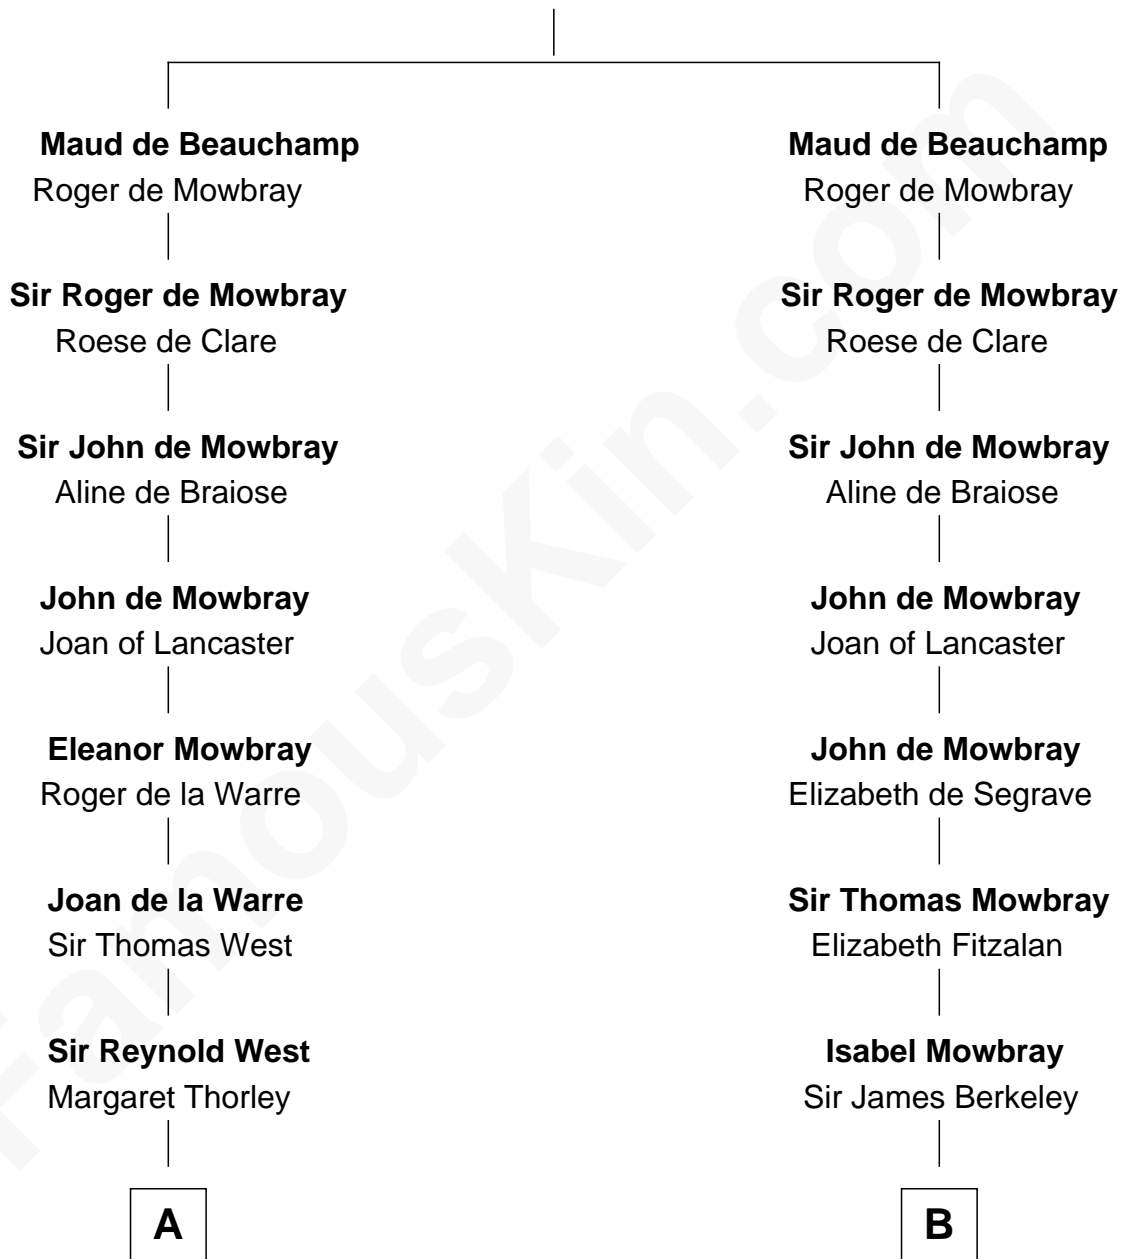 Maud de Beauchamp
Roger de Mowbray
Sir Roger de Mowbray
Roese de Clare
Sir John de Mowbray
Aline de Braiose
John de Mowbray
Joan of Lancaster
Eleanor Mowbray
Roger de la Warre
Joan de la Warre
Sir Thomas West
Sir Reynold West
Margaret Thorley
A
Maud de Beauchamp
Roger de Mowbray
Sir Roger de Mowbray
Roese de Clare
Sir John de Mowbray
Aline de Braiose
John de Mowbray
Joan of Lancaster
John de Mowbray
Elizabeth de Segrave
Sir Thomas Mowbray
Elizabeth Fitzalan
Isabel Mowbray
Sir James Berkeley
B
FamousKin.com